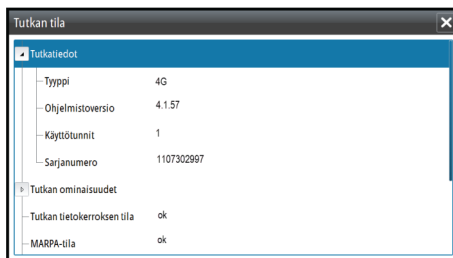 Tutkan tila
Tutkatiedot
Tyyppi 4G
Ohjelmistoversio 4.1.57
Käyttötunnit 1
Sarjanumero 1107302997
Tutkan ominaisuudet
Tutkan tietokerroksen tila ok
MARPA-tila ok